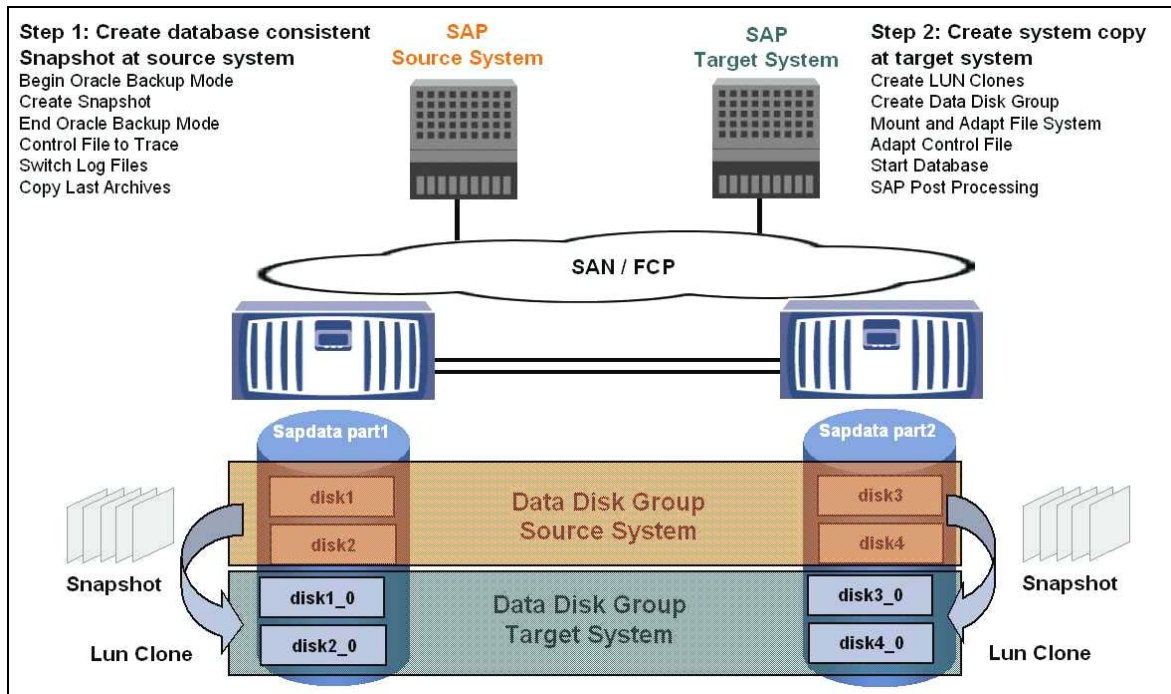 Step 1: Create database consistent
Snapshot at source system
Begin Oracle Backup Mode
Create Snapshot
End Oracle Backup Mode
Control File to Trace
Switch Log Files
Copy Last Archives
SAP
Source System
SAP
Target System
Step 2: Create system copy
at target system
Create LUN Clones
Create Data Disk Group
Mount and Adapt File System
Adapt Control File
Start Database
SAP Post Processing
SAN / FCP
Sapdata part1
Sapdata part2
disk1
disk2
Data Disk Group
Source System
disk3
disk4
Snapshot
Snapshot
disk1_0
disk2_0
Data Disk Group
Target System
disk3_0
disk4_0
Lun Clone
Lun Clone